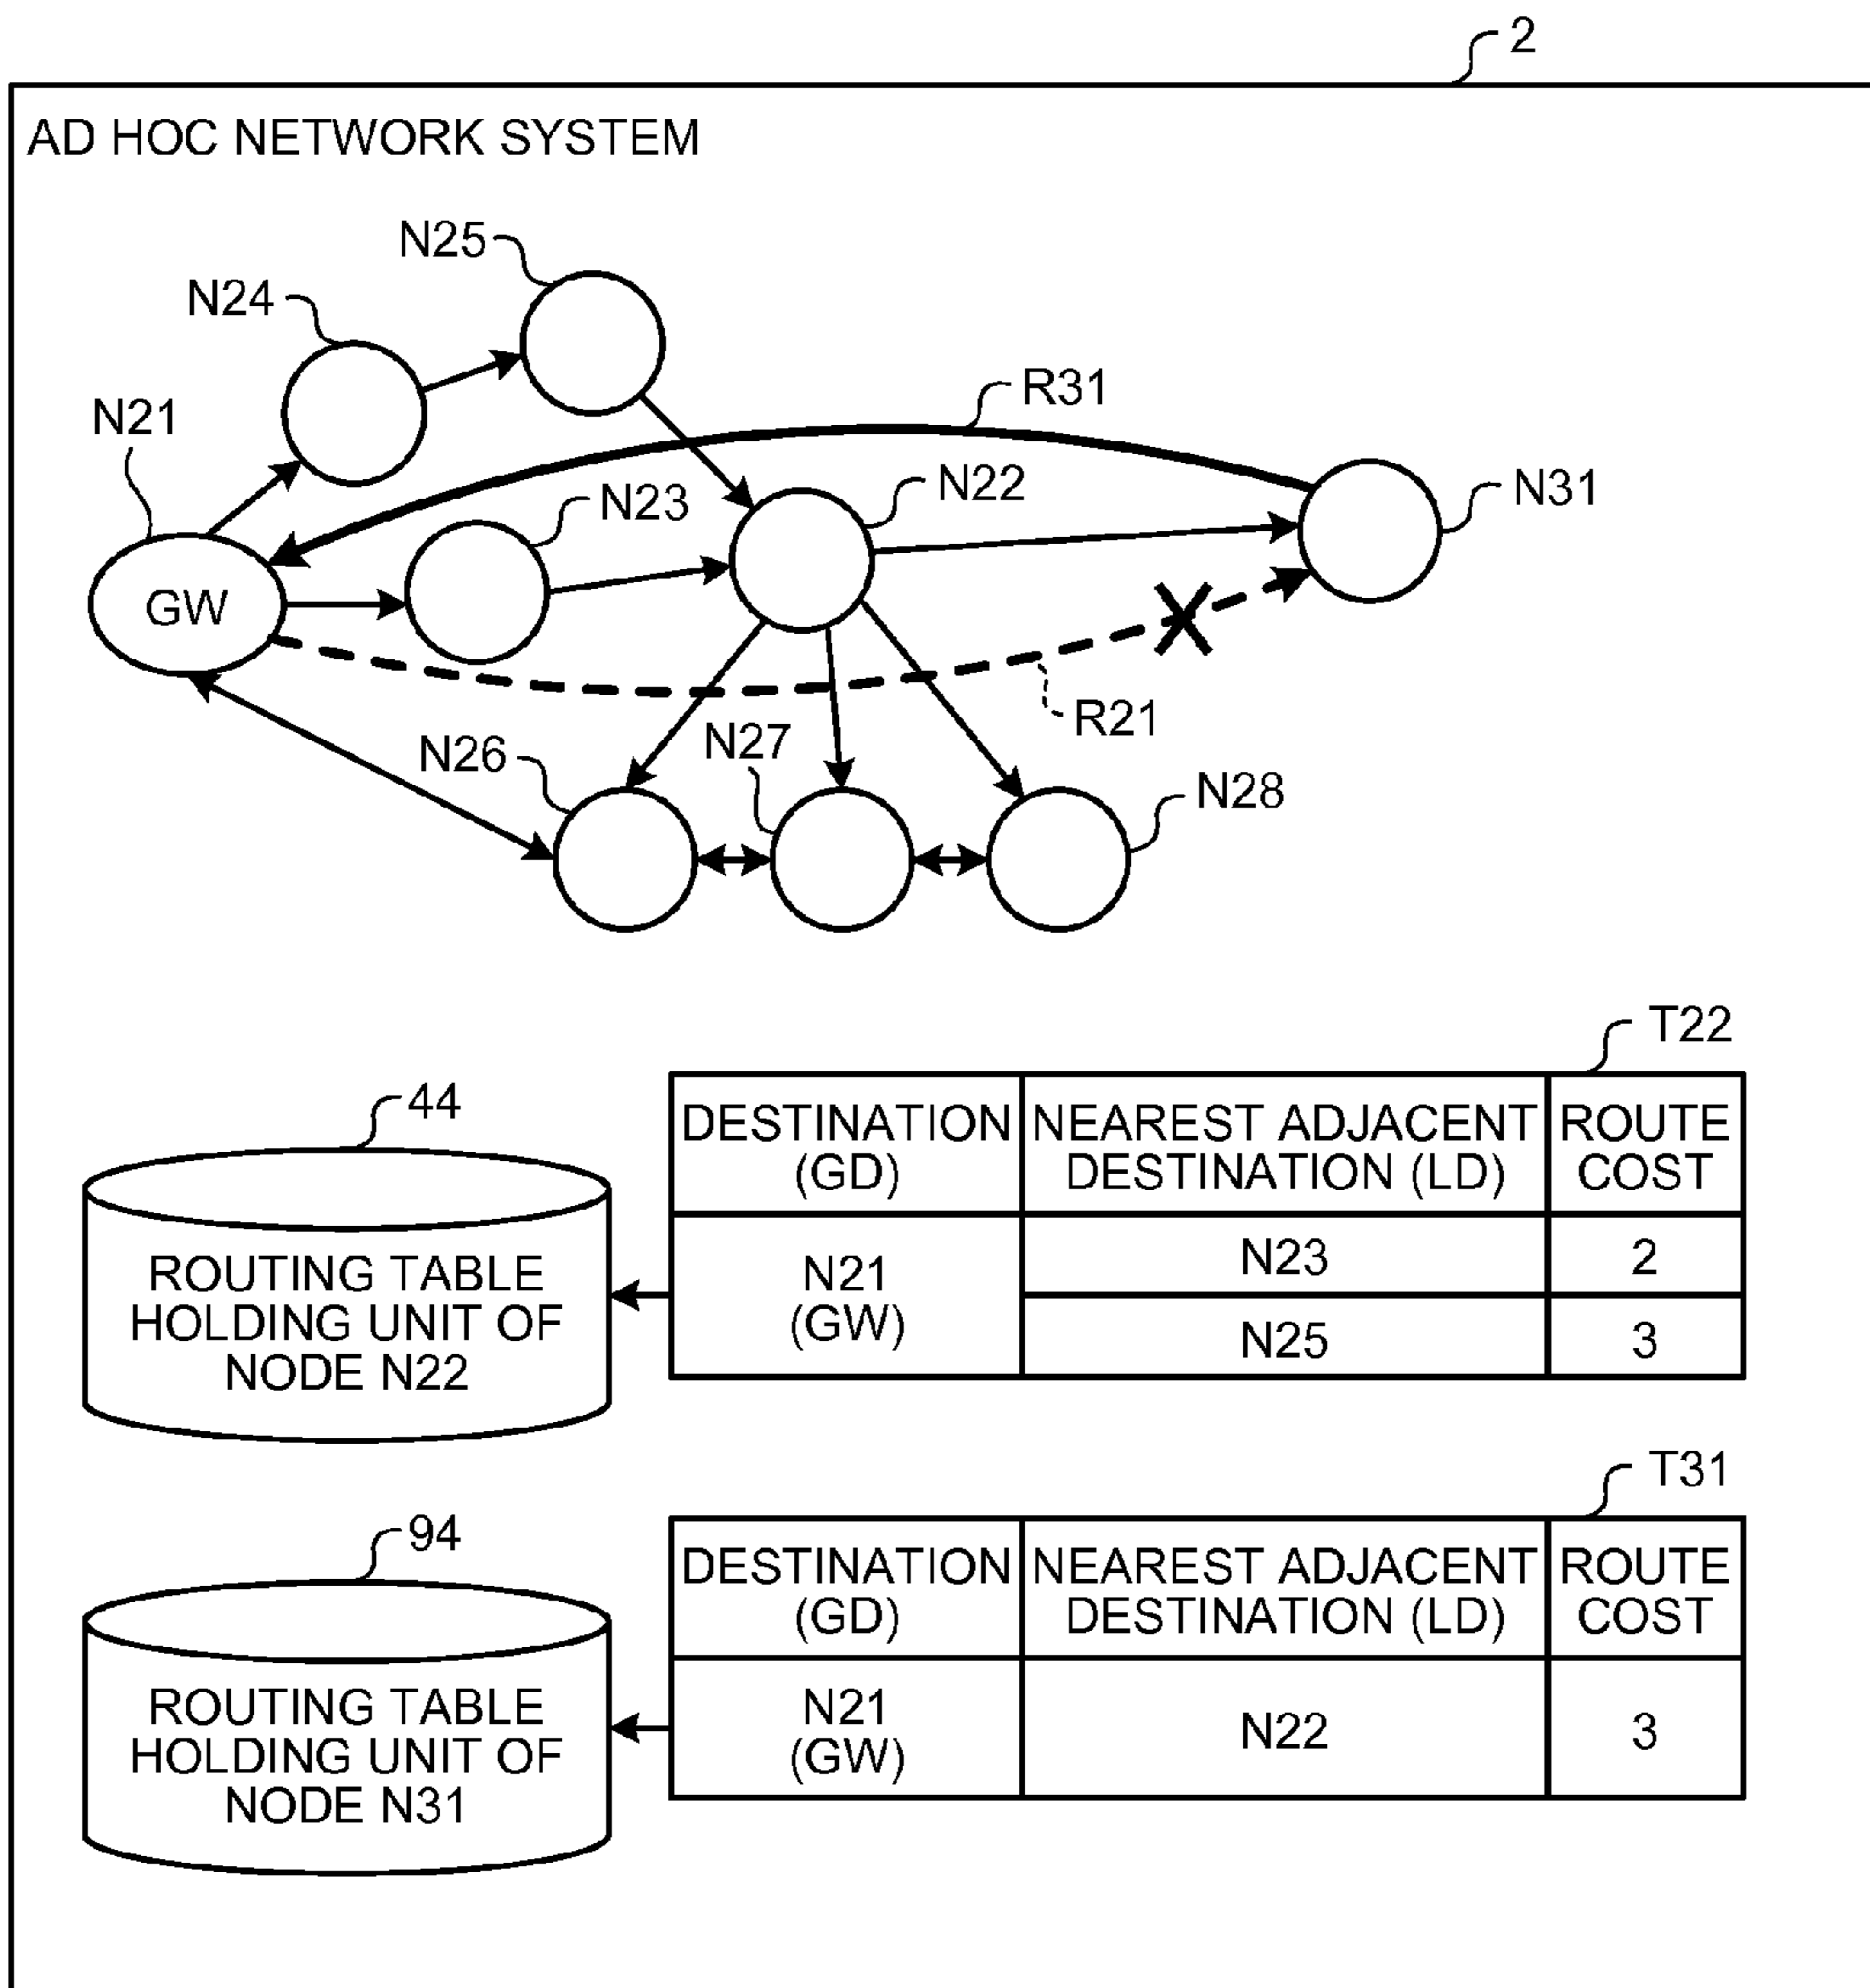 2
AD HOC NETWORK SYSTEM
N25
N24
R31
N21
N22
N31
N23
GW
R21
N27
N26
N28
T22
44
DESTINATION (GD)
NEAREST ADJACENT DESTINATION (LD)
ROUTE COST
ROUTING TABLE
HOLDING UNIT OF
NODE N22
N21
(GW)
N23
2
N25
3
T31
94
DESTINATION (GD)
NEAREST ADJACENT DESTINATION (LD)
ROUTE COST
ROUTING TABLE
HOLDING UNIT OF
NODE N31
N21
(GW)
N22
3